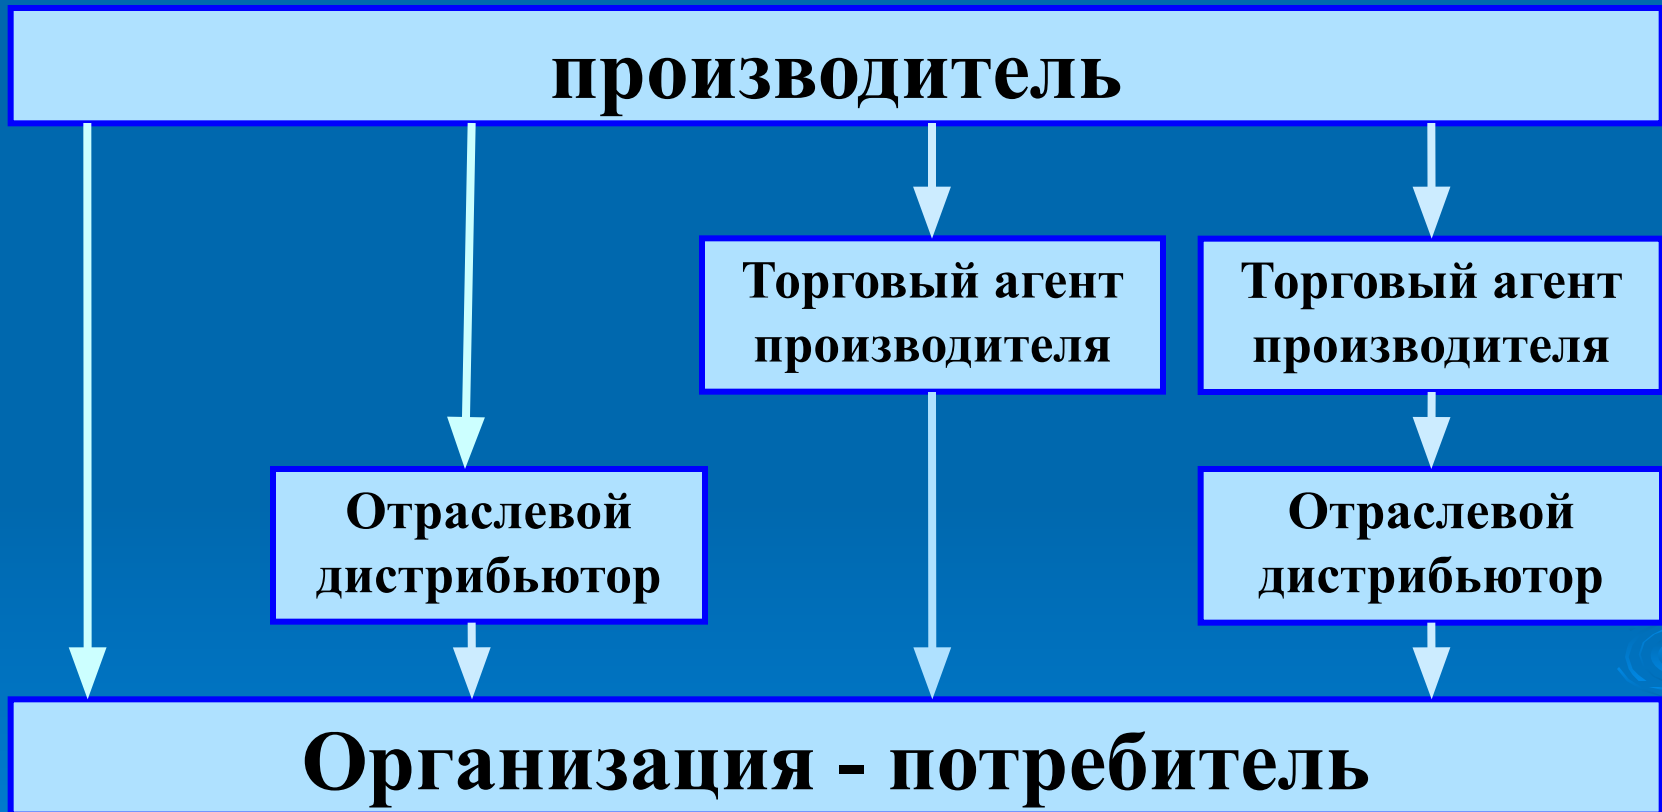 производитель
Торговый агент
производителя
Торговый агент
производителя
Отраслевой
дистрибьютор
Отраслевой
дистрибьютор
Организация - потребитель